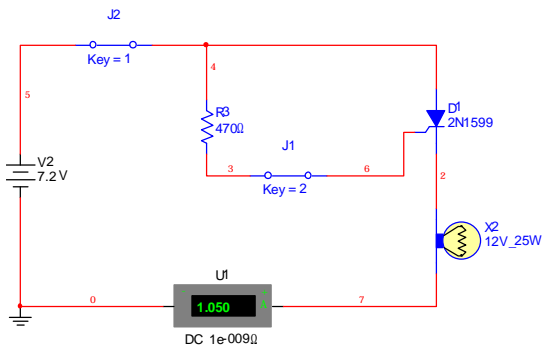 J2
Key = 1
5
4
R3
470Ω
D1
2N1599
J1
3
6
Key = 2
2
V2
7.2 V
X2
12V_25W
U1
0
1.050
7
DC 1e-009Ω